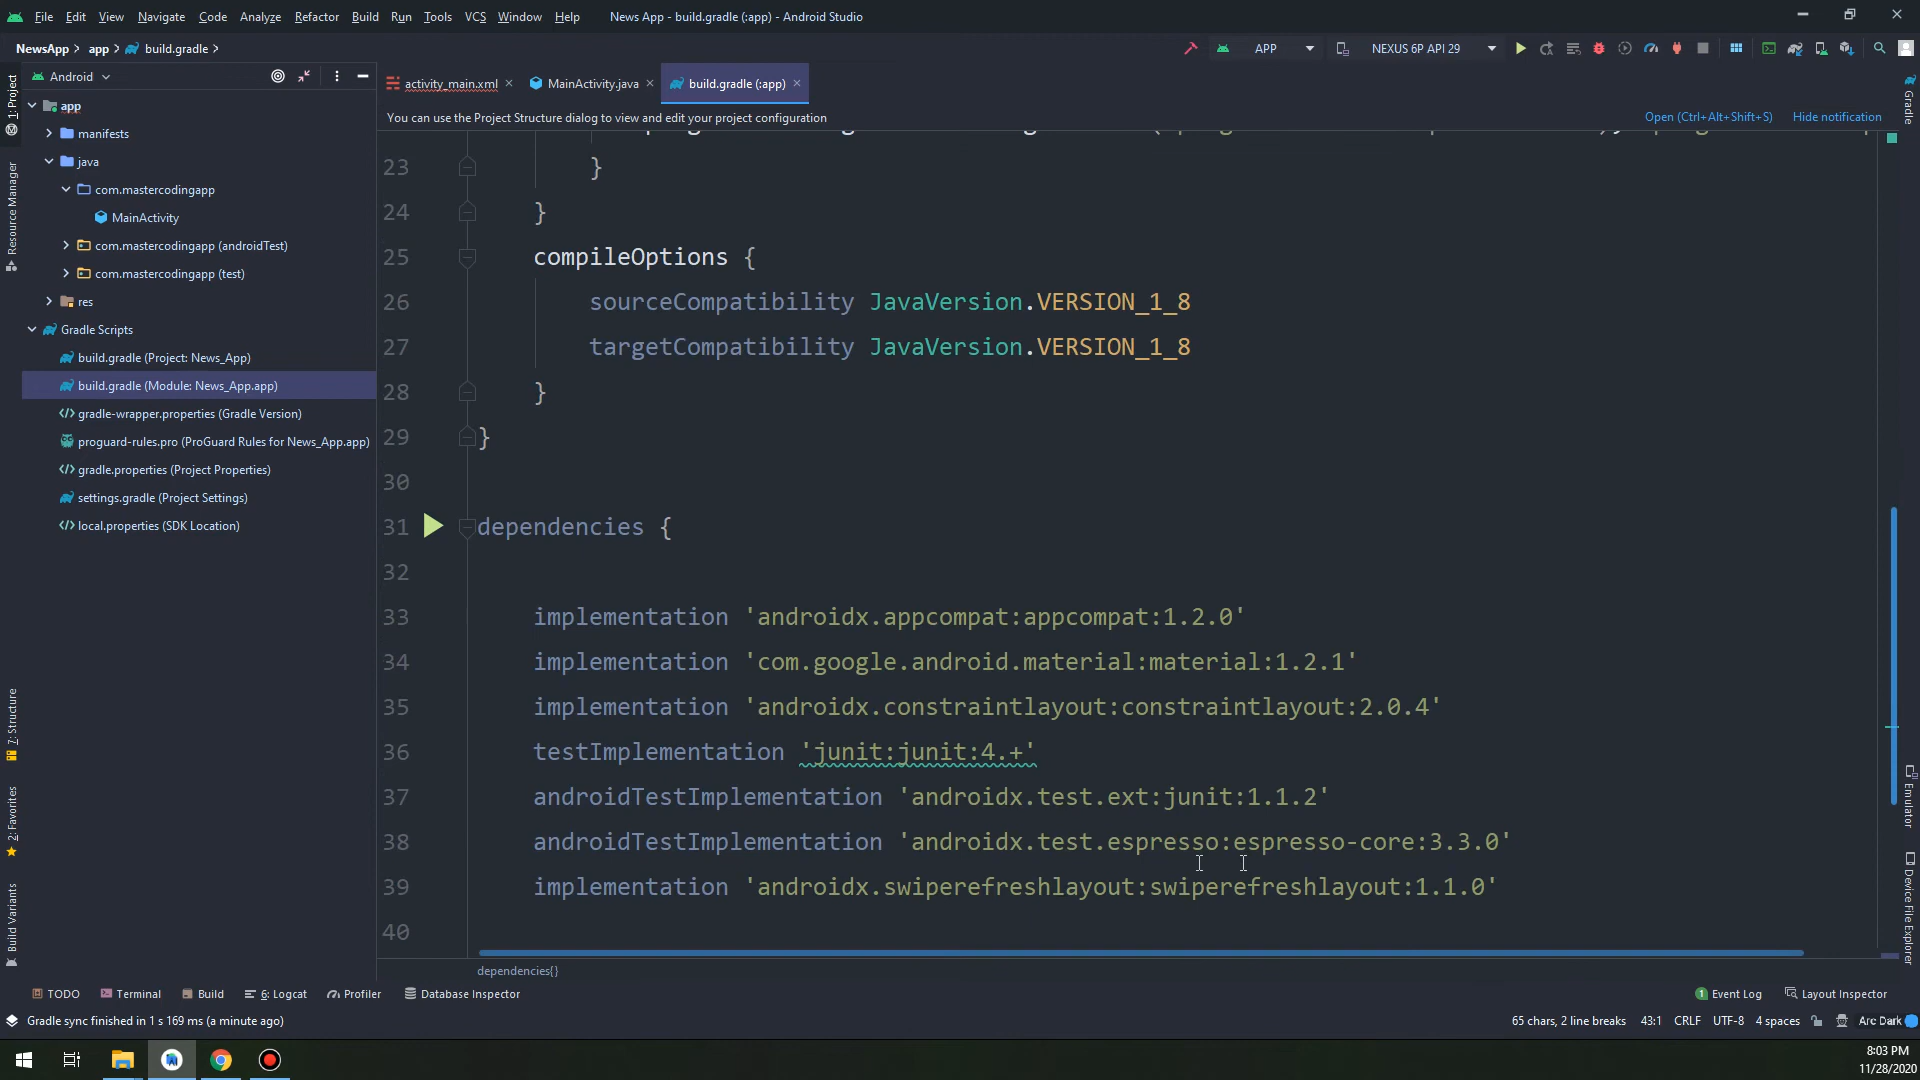 File Edit View Navigate Code Analyze Refactor Build Run Tools VCS Window Help News App - build.gradle (:app) - Android Studio
NewsApp app build.gradle APP NEXUS 6P API 29
Android activity_main.xml MainActivity.java build.gradle (:app)
You can use the Project Structure dialog to view and edit your project configuration Open (Ctrl+Alt+Shift+S) Hide notification
1: Project
Resource Manager
7: Structure
2: Favorites
Build Variants
app
manifests
java
com.mastercodingapp
MainActivity
com.mastercodingapp (androidTest)
com.mastercodingapp (test)
res
Gradle Scripts
build.gradle (Project: News_App)
build.gradle (Module: News_App.app)
gradle-wrapper.properties (Gradle Version)
proguard-rules.pro (ProGuard Rules for News_App.app)
gradle.properties (Project Properties)
settings.gradle (Project Settings)
local.properties (SDK Location)
23 }
24 }
25 compileOptions {
26 sourceCompatibility JavaVersion.VERSION_1_8
27 targetCompatibility JavaVersion.VERSION_1_8
28 }
29 }
30
31 dependencies {
32
33 implementation 'androidx.appcompat:appcompat:1.2.0'
34 implementation 'com.google.android.material:material:1.2.1'
35 implementation 'androidx.constraintlayout:constraintlayout:2.0.4'
36 testImplementation 'junit:junit:4.+'
37 androidTestImplementation 'androidx.test.ext:junit:1.1.2'
38 androidTestImplementation 'androidx.test.espresso:espresso-core:3.3.0'
39 implementation 'androidx.swiperefreshlayout:swiperefreshlayout:1.1.0'
40
dependencies{}
Gradle
Emulator
Device File Explorer
TODO Terminal Build 6: Logcat Profiler Database Inspector 1 Event Log Layout Inspector
Gradle sync finished in 1 s 169 ms (a minute ago) 65 chars, 2 line breaks 43:1 CRLF UTF-8 4 spaces Arc Dark
8:03 PM
11/28/2020